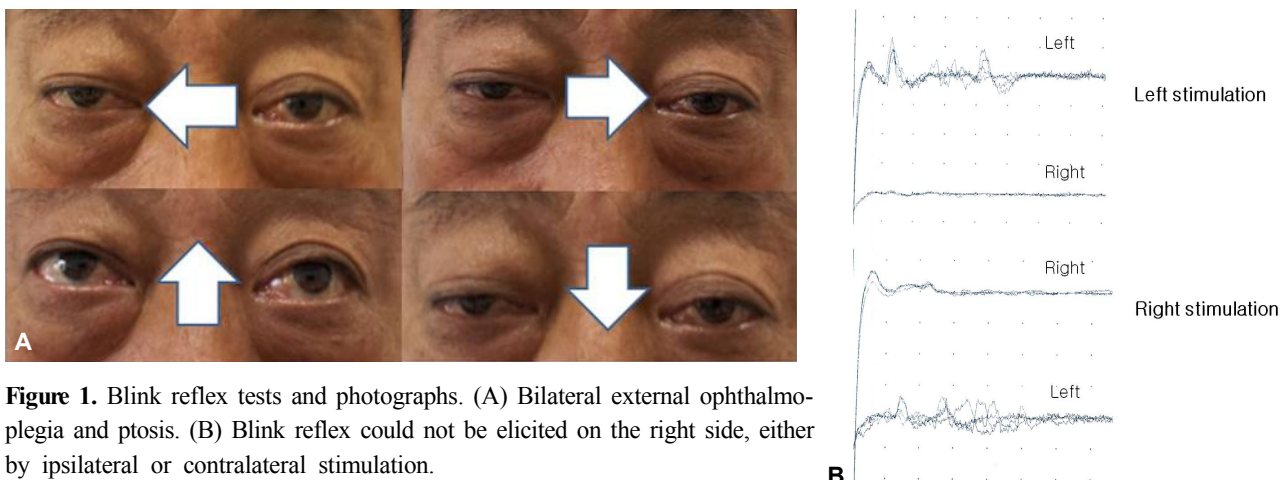 A
Figure 1. Blink reflex tests and photographs. (A) Bilateral external ophthalmo-
plegia and ptosis. (B) Blink reflex could not be elicited on the right side, either
by ipsilateral or contralateral stimulation.
Left
Left stimulation
Right
Right
Right stimulation
Left
B